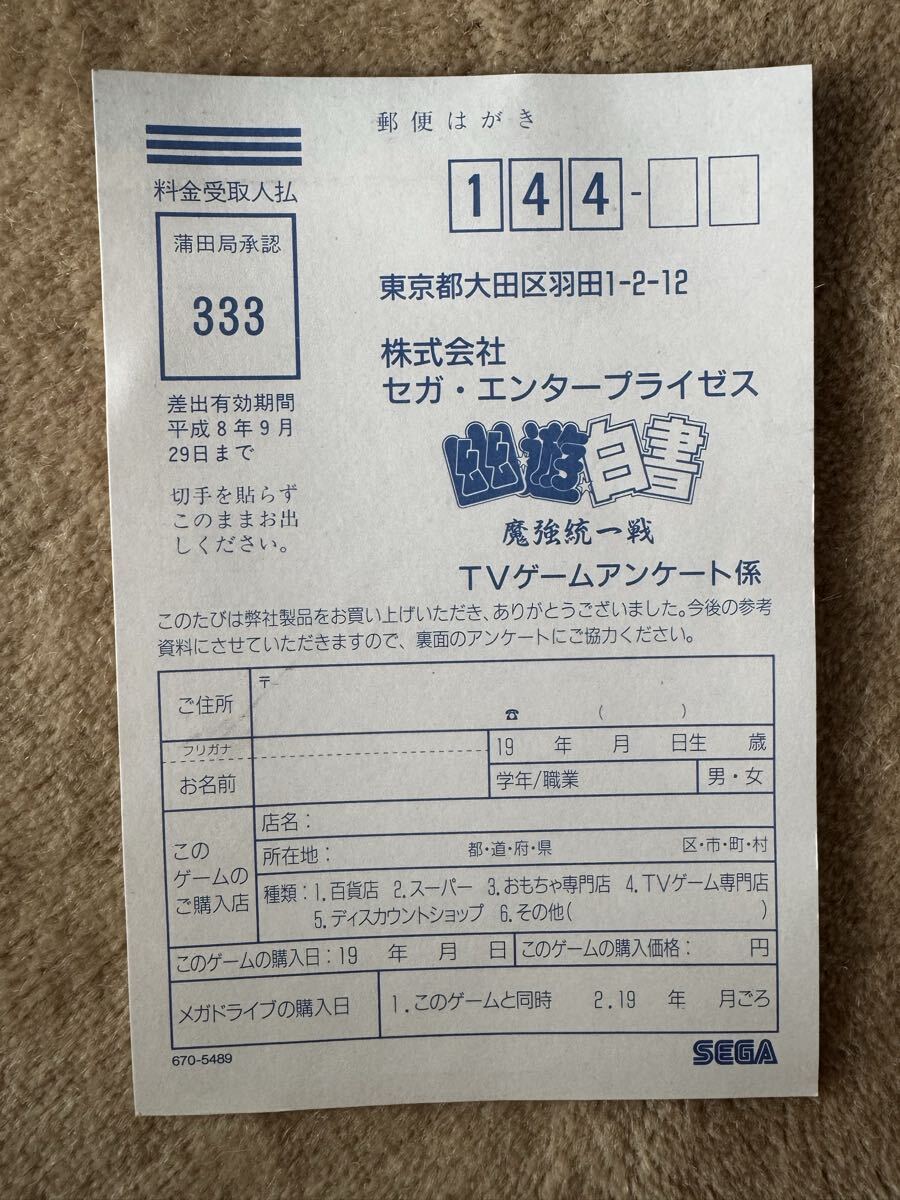 郵便はがき
料金受取人払
蒲田局承認
333
差出有効期間
平成8年9月
29日まで
切手を貼らず
このままお出
しください。
144-
東京都大田区羽田1-2-12
株式会社
セガ・エンタープライゼス
幽☆遊☆白書
魔強統一戦
TVゲームアンケート係
このたびは弊社製品をお買い上げいただき、ありがとうございました。今後の参考
資料にさせていただきますので、裏面のアンケートにご協力ください。
ご住所 〒
☎ ( )
フリガナ
お名前
19 年 月 日生 歳
学年/職業 男・女
この
ゲームの
ご購入店
店名:
所在地: 都・道・府・県 区・市・町・村
種類:1.百貨店 2.スーパー 3.おもちゃ専門店 4.TVゲーム専門店
5.ディスカウントショップ 6.その他( )
このゲームの購入日:19 年 月 日 このゲームの購入価格: 円
メガドライブの購入日 1.このゲームと同時 2.19 年 月ごろ
670-5489
SEGA